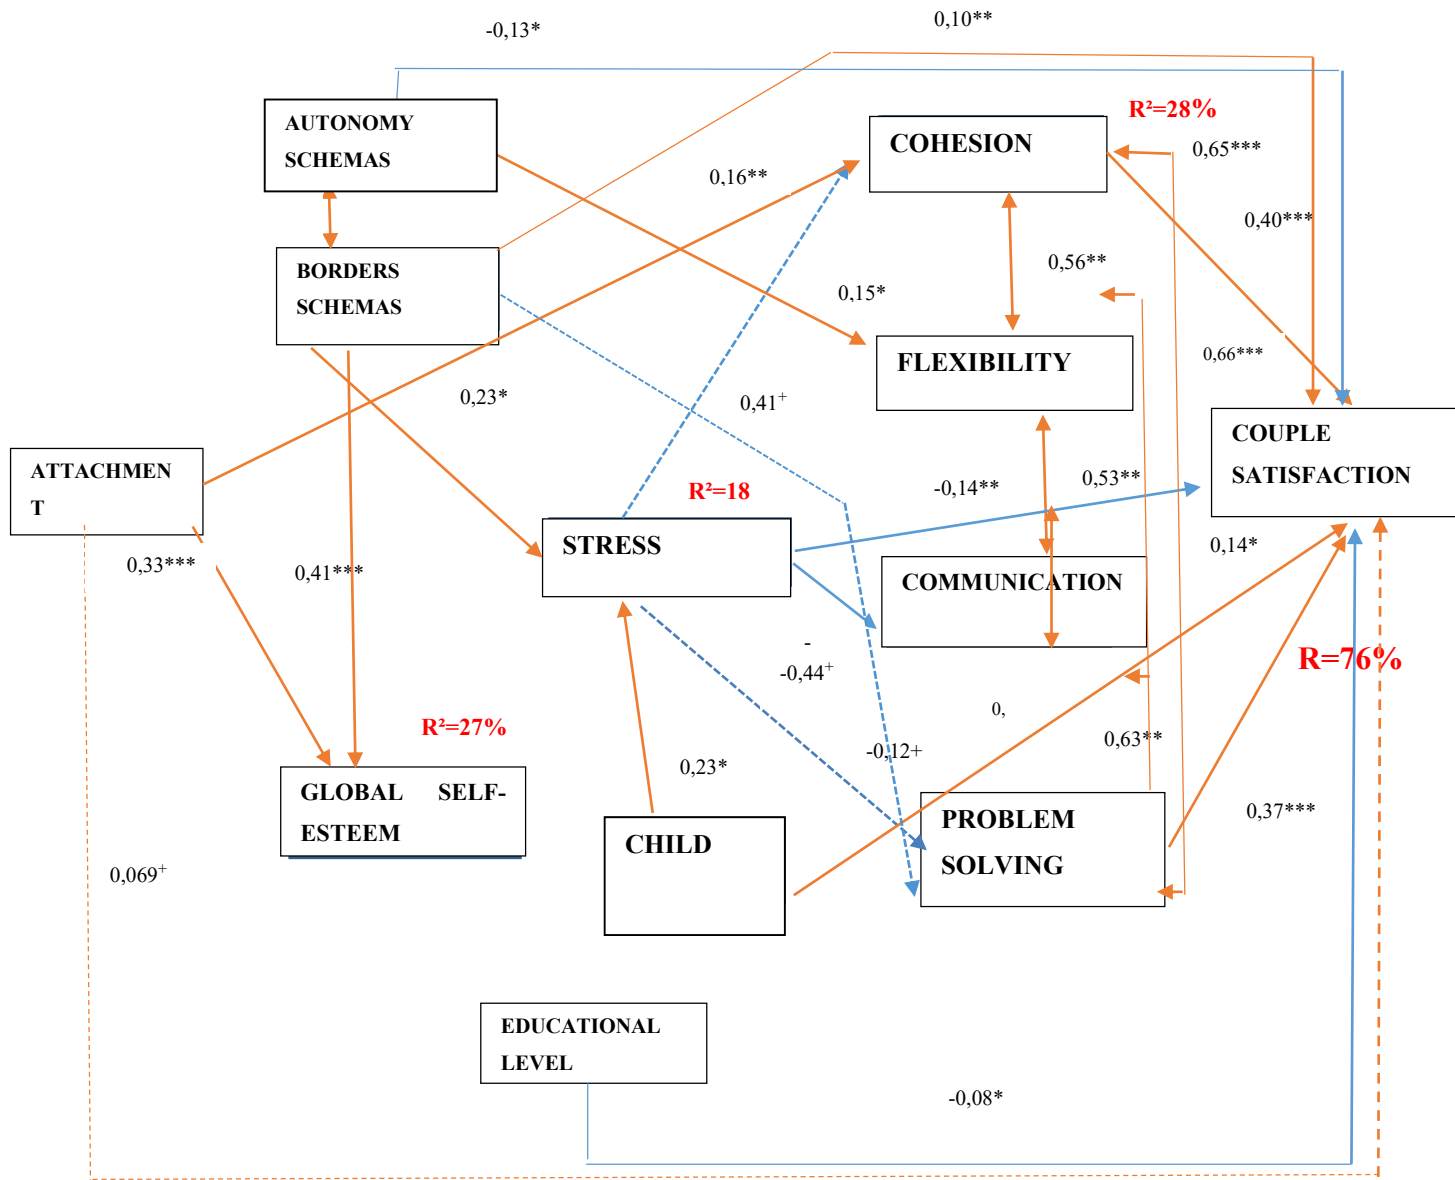 0,10**
-0,13*
AUTONOMY
SCHEMAS
R²=28%
COHESION
0,65***
0,16**
0,40***
BORDERS
SCHEMAS
0,56**
0,15*
FLEXIBILITY
0,66***
0,23*
0,41+
COUPLE
SATISFACTION
ATTACHMEN
T
R²=18
-0,14**
0,53**
STRESS
0,14*
0,33***
0,41***
COMMUNICATION
-
-0,44+
R=76%
0,
R²=27%
-0,12+
0,63**
0,23*
GLOBAL SELF-
ESTEEM
CHILD
PROBLEM
SOLVING
0,37***
0,069+
EDUCATIONAL
LEVEL
-0,08*